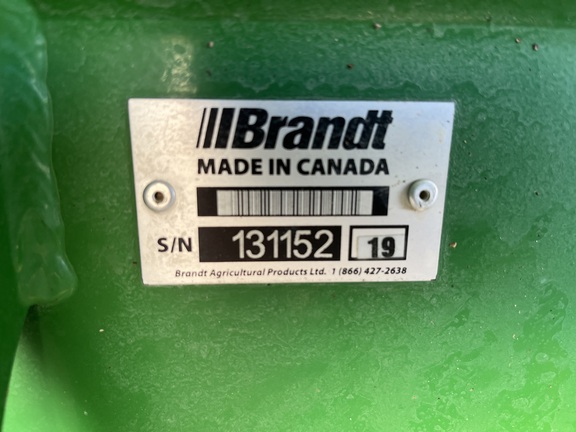 Brandt
MADE IN CANADA
S/N 131152 19
Brandt Agricultural Products Ltd. 1 (866) 427-2638